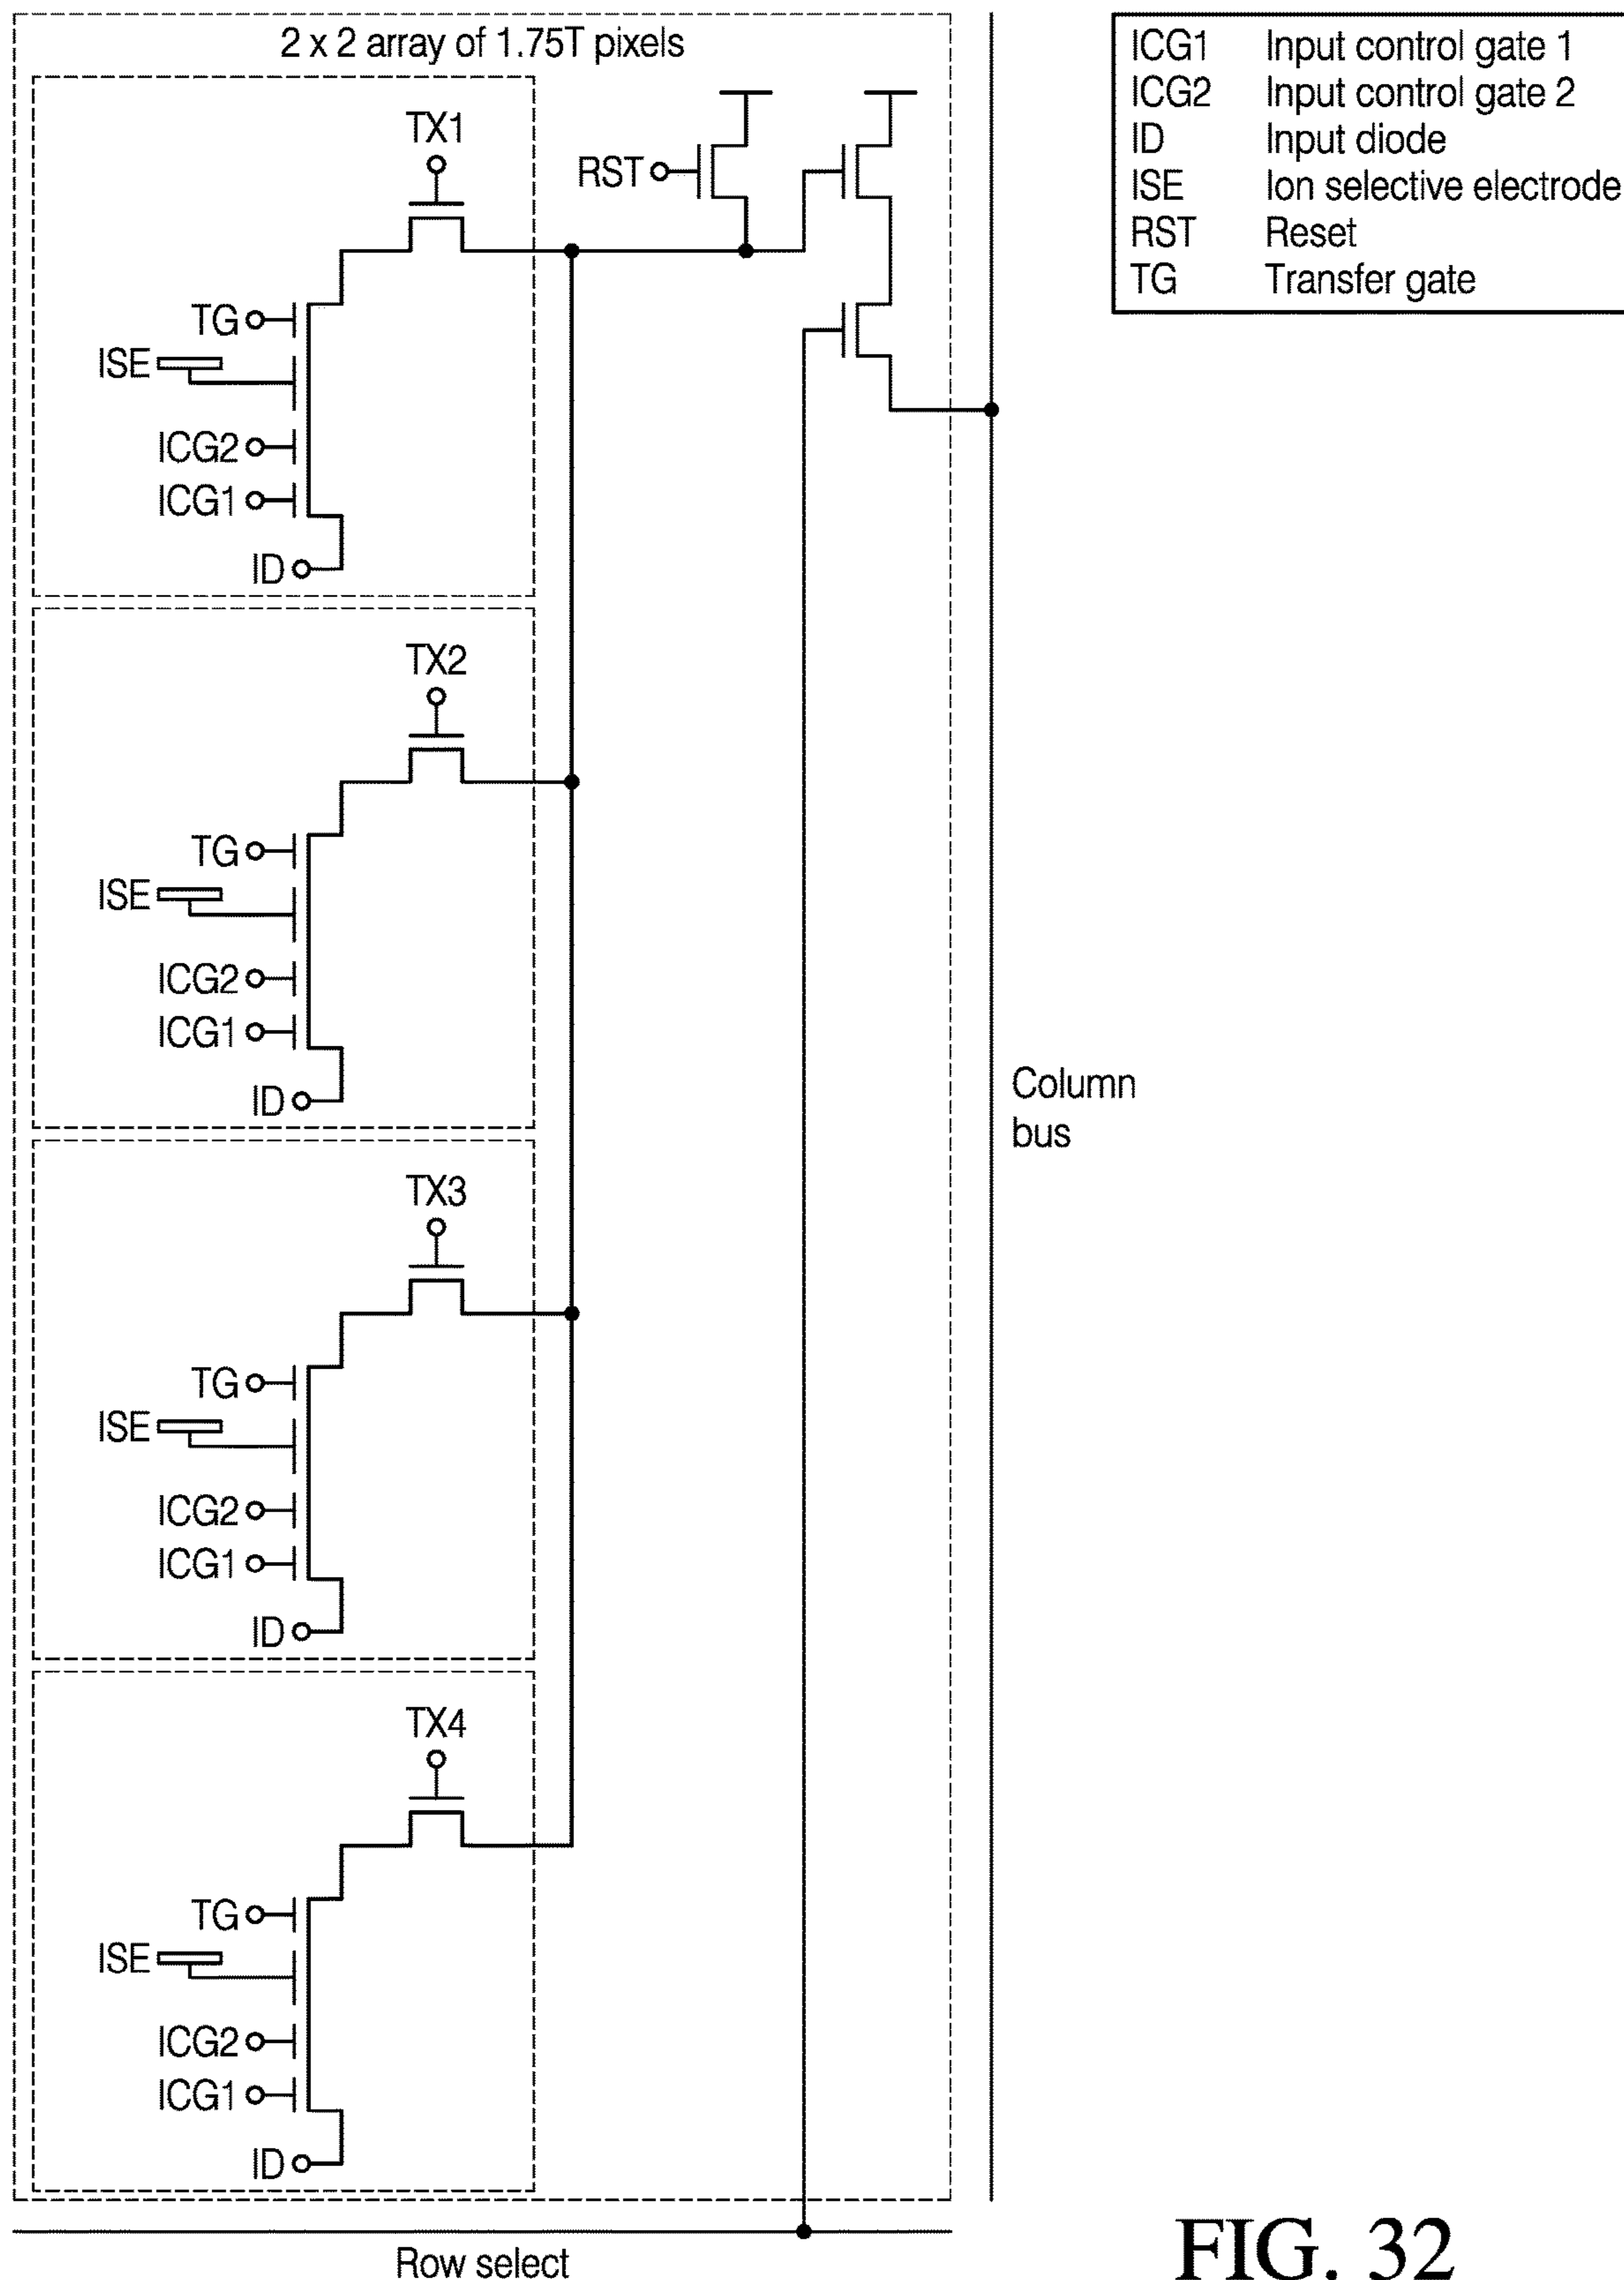 2 x 2 array of 1.75T pixels
TX1
RST
TG
ISE
ICG2
ICG1
ID
TX2
TG
ISE
ICG2
ICG1
ID
TX3
TG
ISE
ICG2
ICG1
ID
TX4
TG
ISE
ICG2
ICG1
ID
Row select
Column
bus
ICG1 Input control gate 1
ICG2 Input control gate 2
ID Input diode
ISE Ion selective electrode
RST Reset
TG Transfer gate
FIG. 32